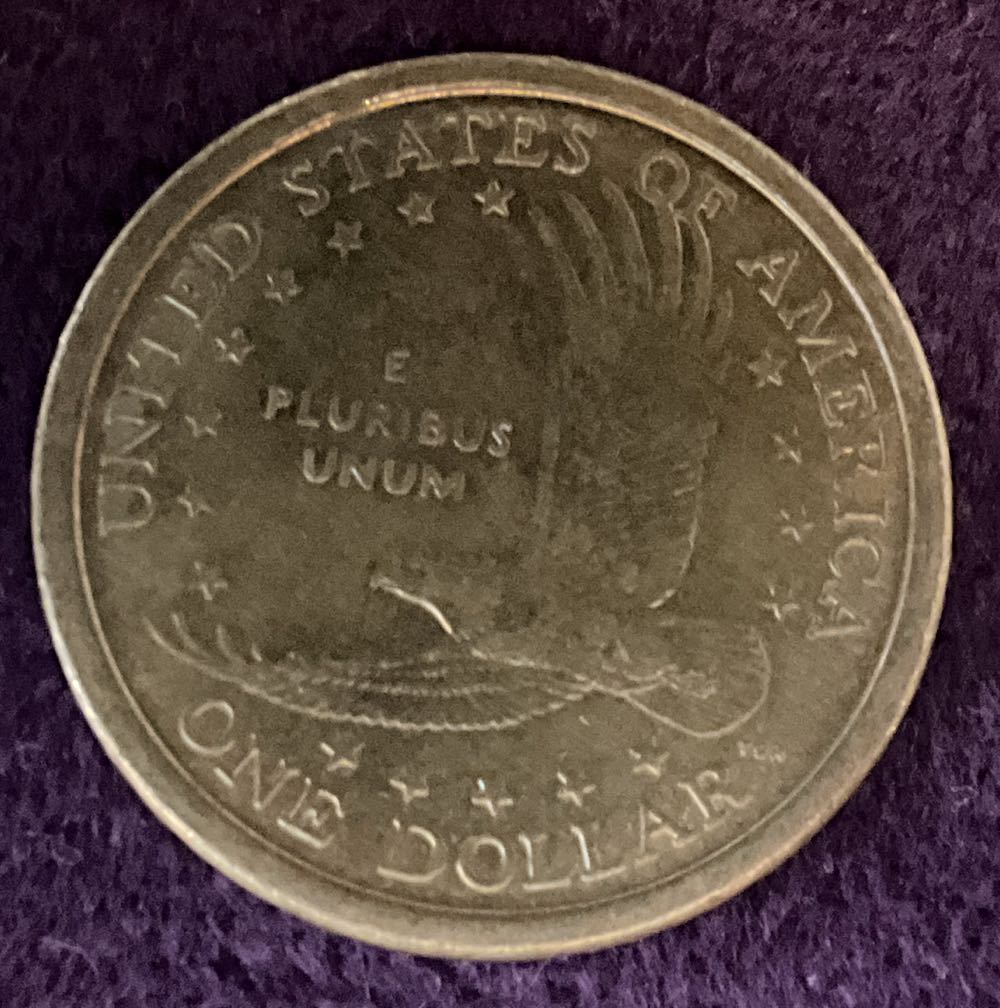 UNITED STATES OF AMERICA
E
PLURIBUS
UNUM
ONE DOLLAR